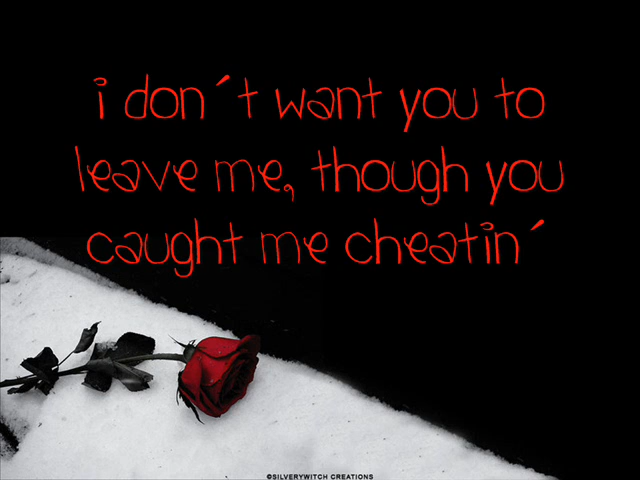 i don´t want you to
leave me, though you
caught me cheatin´
©SILVERYWITCH CREATIONS